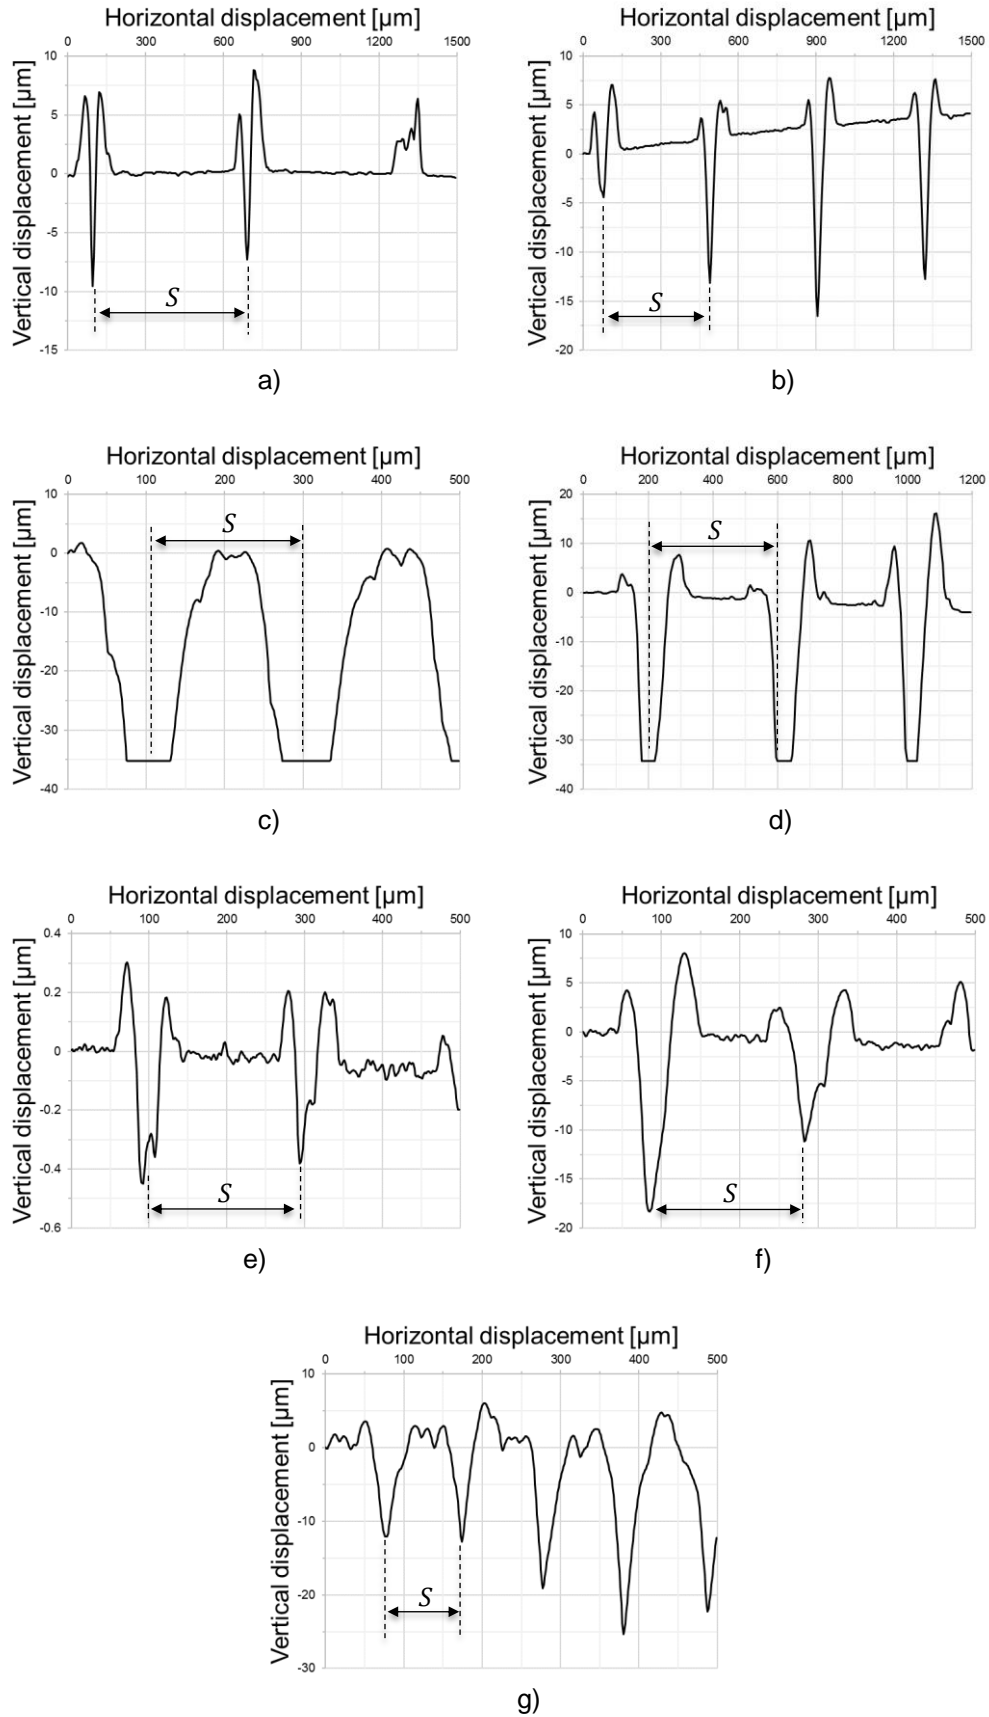 Horizontal displacement [µm]
0 300 600 900 1200 1500
Vertical displacement [µm]
10
5
0
-5
-10
-15
S
a)
Horizontal displacement [µm]
0 300 600 900 1200 1500
Vertical displacement [µm]
10
5
0
-5
-10
-15
-20
S
b)
Horizontal displacement [µm]
0 100 200 300 400 500
Vertical displacement [µm]
10
0
-10
-20
-30
-40
S
c)
Horizontal displacement [µm]
0 200 400 600 800 1000 1200
Vertical displacement [µm]
20
10
0
-10
-20
-30
-40
S
d)
Horizontal displacement [µm]
0 100 200 300 400 500
Vertical displacement [µm]
0.4
0.2
0
-0.2
-0.4
-0.6
S
e)
Horizontal displacement [µm]
0 100 200 300 400 500
Vertical displacement [µm]
10
5
0
-5
-10
-15
-20
S
f)
Horizontal displacement [µm]
0 100 200 300 400 500
Vertical displacement [µm]
10
0
-10
-20
-30
S
g)